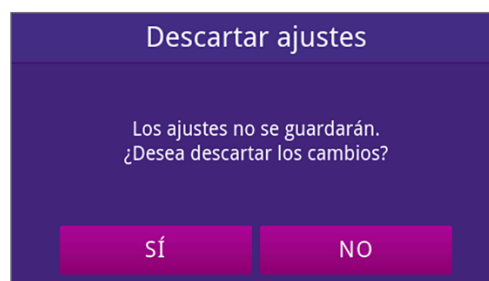 Descartar ajustes
Los ajustes no se guardarán.
¿Desea descartar los cambios?
SÍ
NO